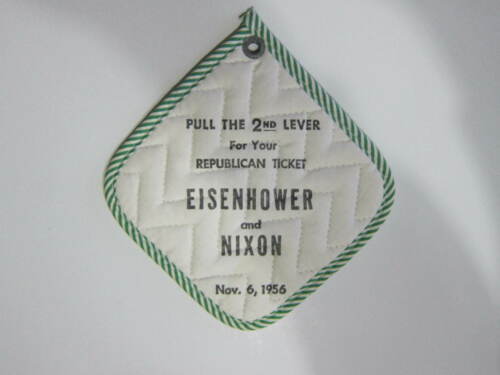 PULL THE 2ND LEVER
For Your
REPUBLICAN TICKET
EISENHOWER
and
NIXON
Nov. 6, 1956